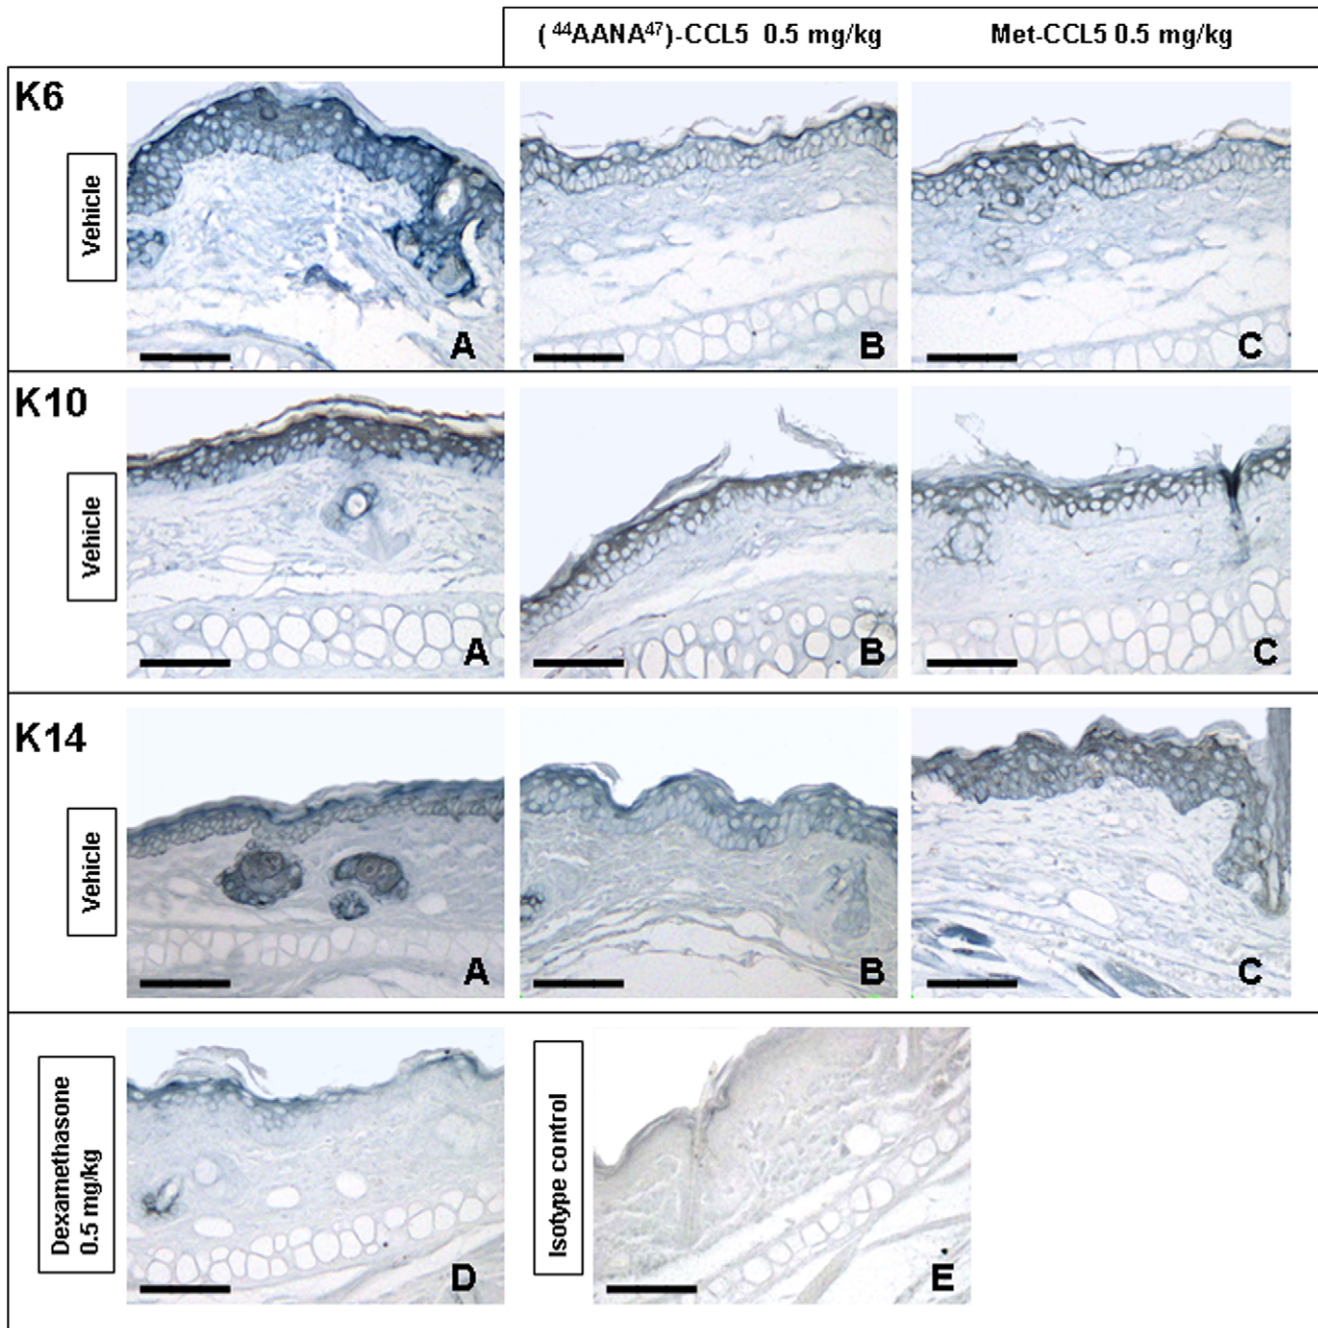 (⁴⁴AANA⁴⁷)-CCL5 0.5 mg/kg
Met-CCL5 0.5 mg/kg
K6
Vehicle
A
B
C
K10
Vehicle
A
B
C
K14
Vehicle
A
B
C
Dexamethasone
0.5 mg/kg
D
Isotype control
E